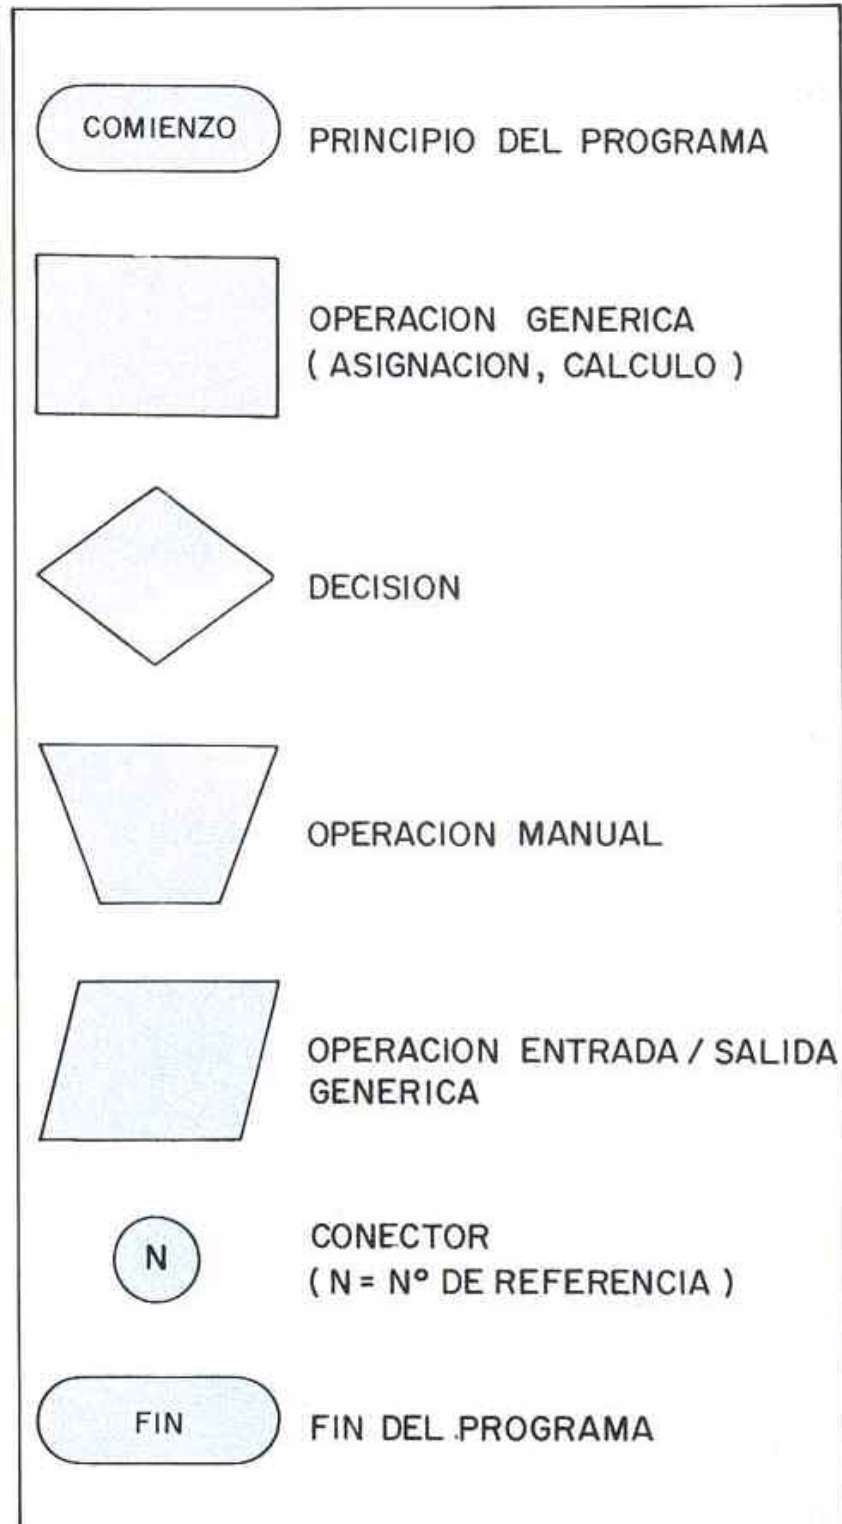 COMIENZO
PRINCIPIO DEL PROGRAMA
OPERACION GENERICA
( ASIGNACION, CALCULO )
DECISION
OPERACION MANUAL
OPERACION ENTRADA / SALIDA
GENERICA
N
CONECTOR
( N = Nº DE REFERENCIA )
FIN
FIN DEL PROGRAMA